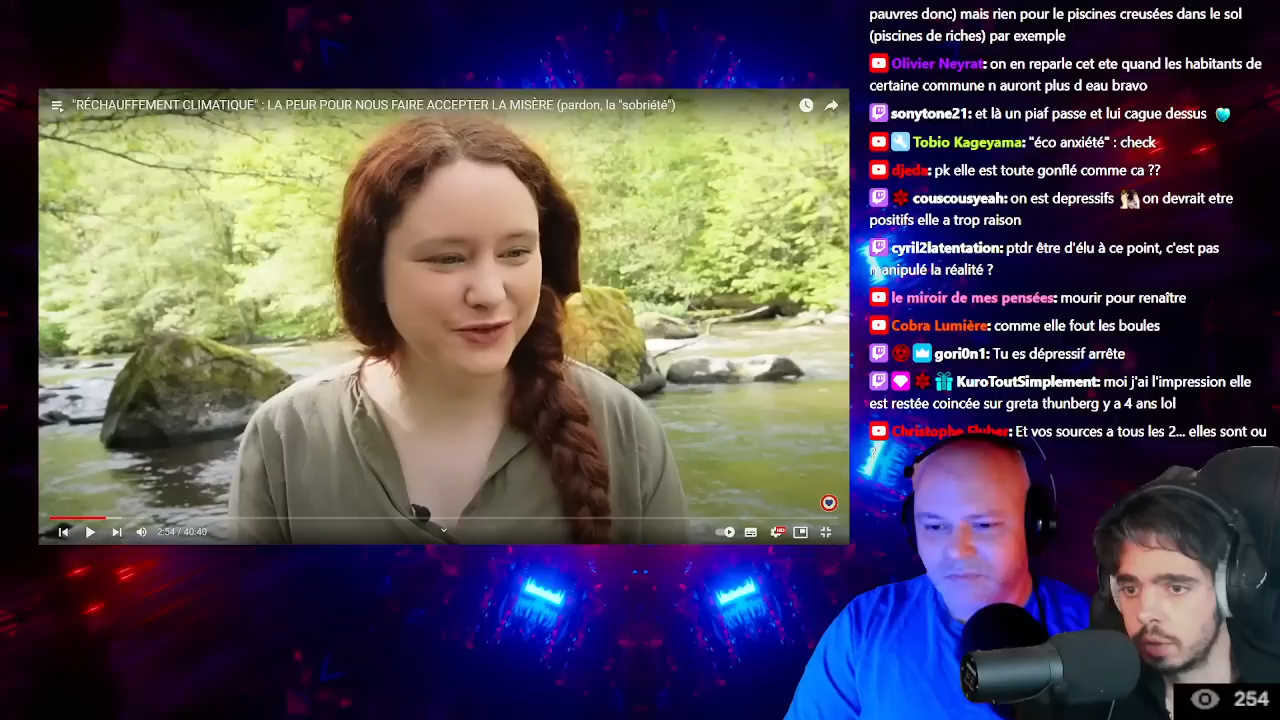 "RÉCHAUFFEMENT CLIMATIQUE" : LA PEUR POUR NOUS FAIRE ACCEPTER LA MISÈRE (pardon, la "sobriété")
2:54 / 40:40
HD
pauvres donc) mais rien pour le piscines creusées dans le sol
(piscines de riches) par exemple
Olivier Neyrat: on en reparle cet ete quand les habitants de
certaine commune n auront plus d eau bravo
sonytone21: et là un piaf passe et lui cague dessus
Tobio Kageyama: "éco anxiété" : check
djeda: pk elle est toute gonflé comme ca ??
couscousyeah: on est depressifs on devrait etre
positifs elle a trop raison
cyril2latentation: ptdr être d'élu à ce point, c'est pas
manipulé la réalité ?
le miroir de mes pensées: mourir pour renaître
Cobra Lumière: comme elle fout les boules
gori0n1: Tu es dépressif arrête
KuroToutSimplement: moi j'ai l'impression elle
est restée coincée sur greta thunberg y a 4 ans lol
Christophe Fluber: Et vos sources a tous les 2... elles sont ou
?
254